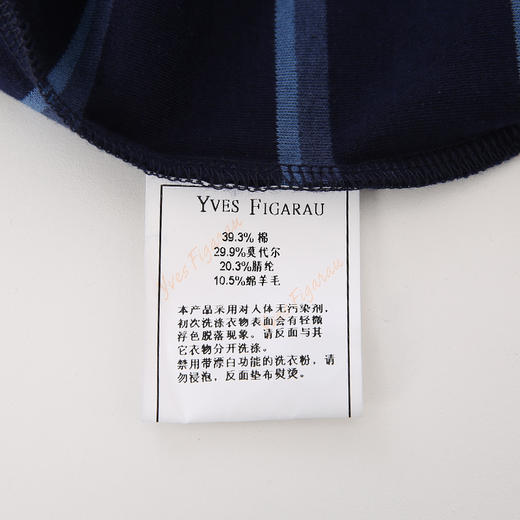 YVES FIGARAU
39.3% 棉
29.9%莫代尔
20.3%腈纶
10.5%绵羊毛
本产品采用对人体无污染剂,
初次洗涤衣物表面会有轻微
浮色脱落现象。请反面与其
它衣物分开洗涤。
禁用带漂白功能的洗衣粉，请
勿浸泡，反面垫布熨烫。
Yves Figarau
Yves Figarau